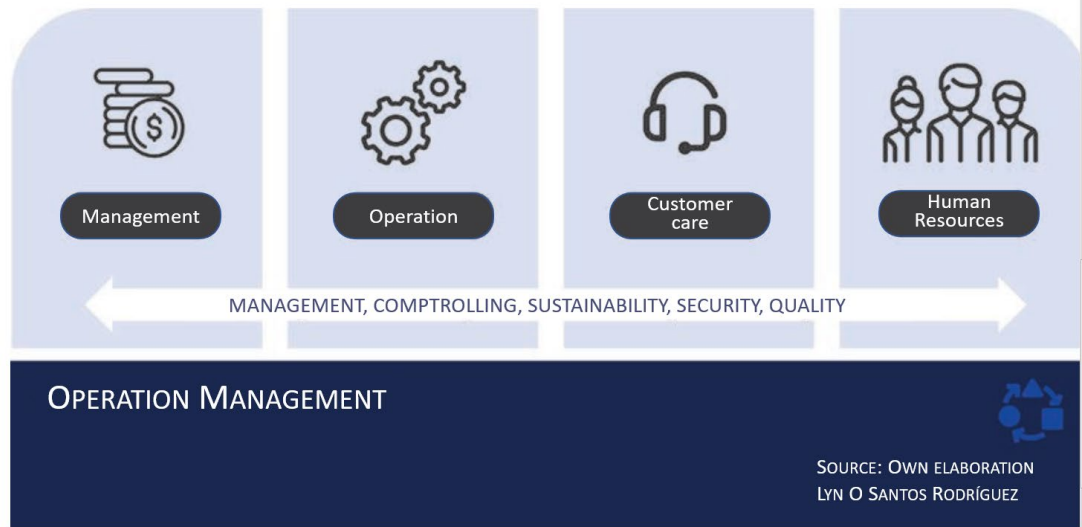 Management
Operation
Customer
care
Human
Resources
MANAGEMENT, COMPTROLLING, SUSTAINABILITY, SECURITY, QUALITY
OPERATION MANAGEMENT
SOURCE: OWN ELABORATION
LYN O SANTOS RODRÍGUEZ